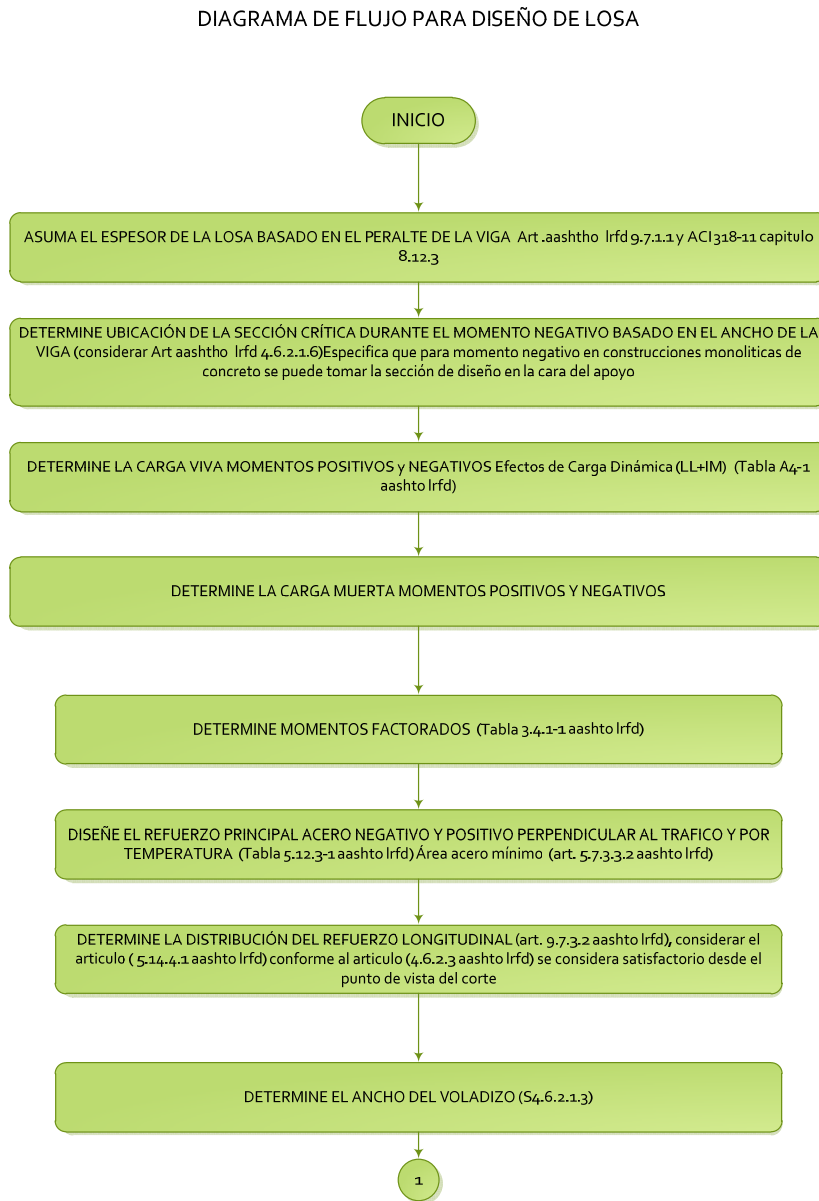 DIAGRAMA DE FLUJO PARA DISEÑO DE LOSA
INICIO
ASUMA EL ESPESOR DE LA LOSA BASADO EN EL PERALTE DE LA VIGA Art .aashtho lrfd 9.7.1.1 y ACI318-11 capitulo
8.12.3
DETERMINE UBICACIÓN DE LA SECCIÓN CRÍTICA DURANTE EL MOMENTO NEGATIVO BASADO EN EL ANCHO DE LA
VIGA (considerar Art aashtho lrfd 4.6.2.1.6)Especifica que para momento negativo en construcciones monoliticas de
concreto se puede tomar la sección de diseño en la cara del apoyo
DETERMINE LA CARGA VIVA MOMENTOS POSITIVOS y NEGATIVOS Efectos de Carga Dinámica (LL+IM) (Tabla A4-1
aashto lrfd)
DETERMINE LA CARGA MUERTA MOMENTOS POSITIVOS Y NEGATIVOS
DETERMINE MOMENTOS FACTORADOS (Tabla 3.4.1-1 aashto lrfd)
DISEÑE EL REFUERZO PRINCIPAL ACERO NEGATIVO Y POSITIVO PERPENDICULAR AL TRAFICO Y POR
TEMPERATURA (Tabla 5.12.3-1 aashto lrfd) Área acero mínimo (art. 5.7.3.3.2 aashto lrfd)
DETERMINE LA DISTRIBUCIÓN DEL REFUERZO LONGITUDINAL (art. 9.7.3.2 aashto lrfd), considerar el
articulo ( 5.14.4.1 aashto lrfd) conforme al articulo (4.6.2.3 aashto lrfd) se considera satisfactorio desde el
punto de vista del corte
DETERMINE EL ANCHO DEL VOLADIZO (S4.6.2.1.3)
1